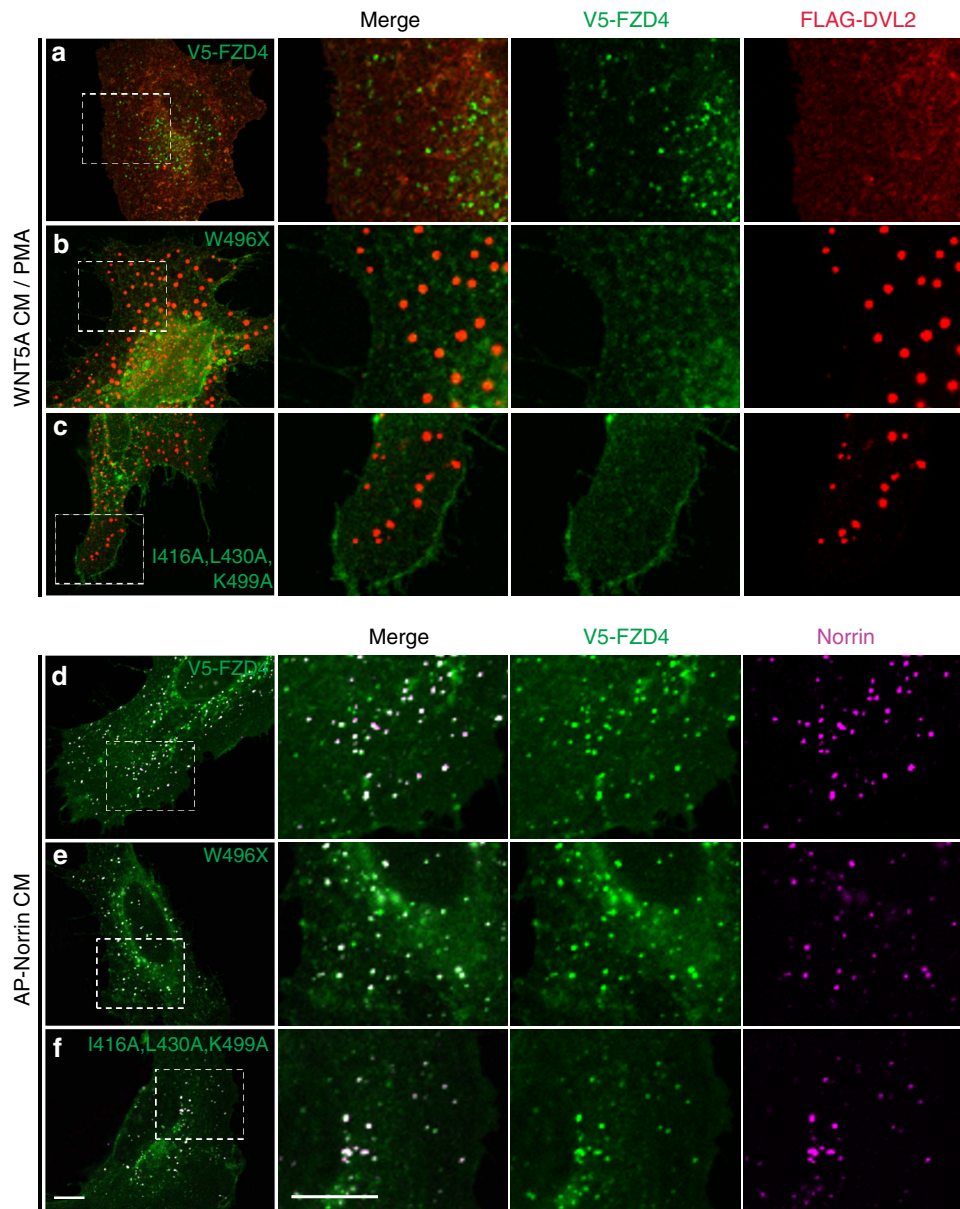 Merge V5-FZD4 FLAG-DVL2
WNT5A CM / PMA
a V5-FZD4
b W496X
c
I416A,L430A,
K499A
Merge V5-FZD4 Norrin
AP-Norrin CM
d V5-FZD4
e W496X
f I416A,L430A,K499A